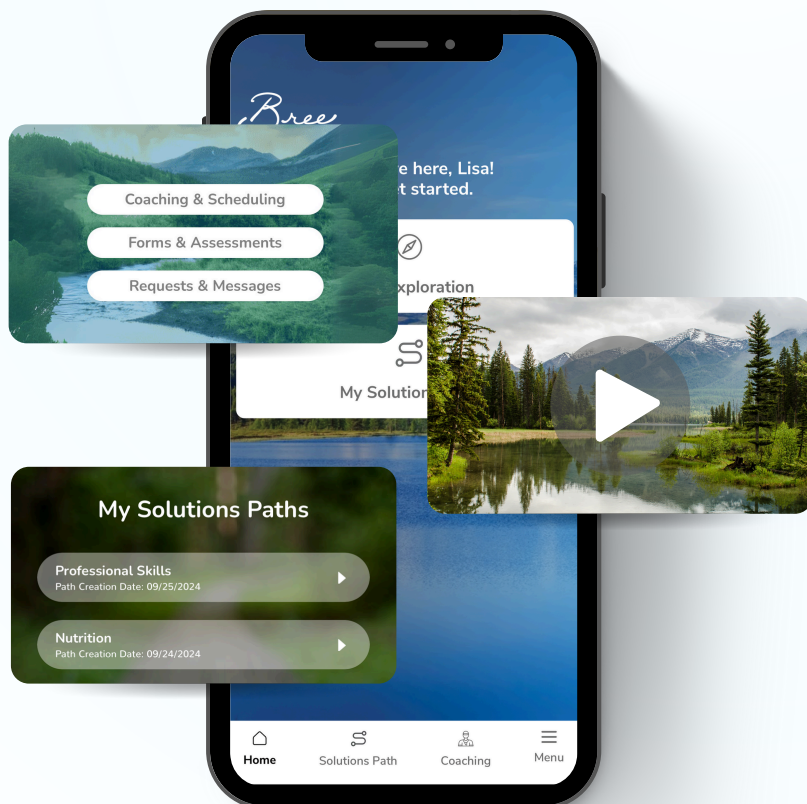 Bree
Coaching & Scheduling
Forms & Assessments
Requests & Messages
e here, Lisa!
t started.
xploration
My Solution
My Solutions Paths
Professional Skills
Path Creation Date: 09/25/2024
Nutrition
Path Creation Date: 09/24/2024
Home
Solutions Path
Coaching
Menu